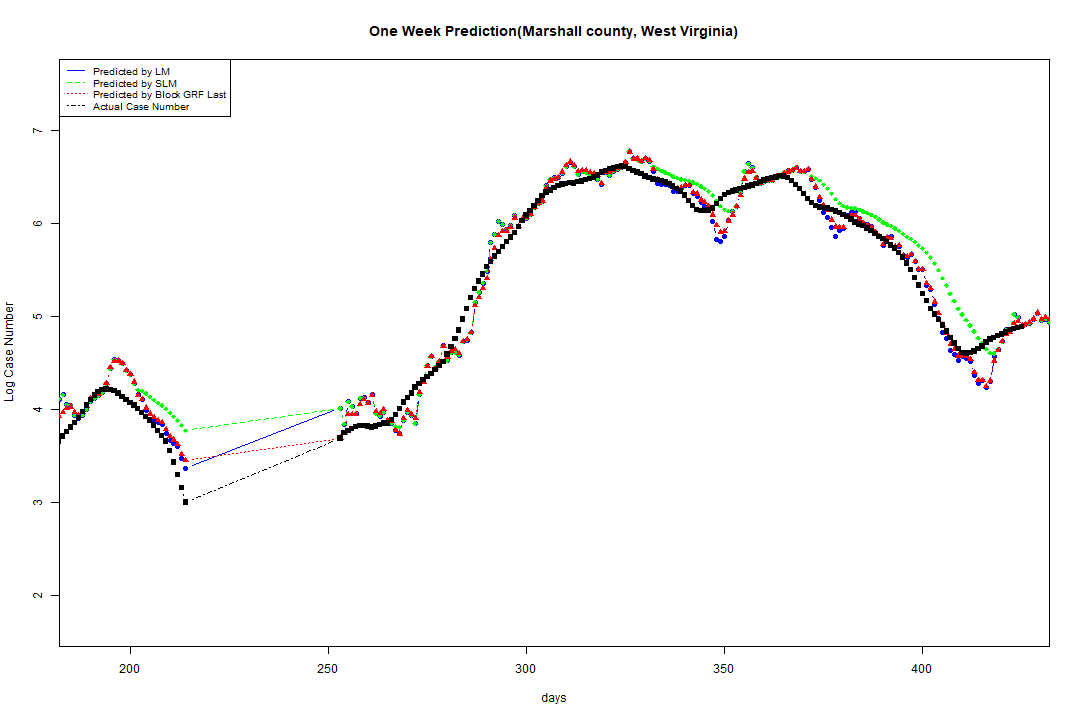 One Week Prediction(Marshall county, West Virginia)
Predicted by LM
Predicted by SLM
Predicted by Block GRF Last
Actual Case Number
7
6
5
4
3
2
Log Case Number
200
250
300
350
400
days